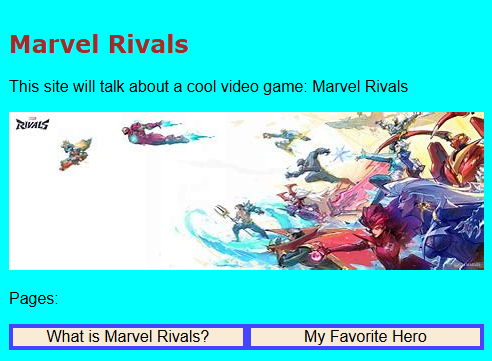 Marvel Rivals
This site will talk about a cool video game: Marvel Rivals
RIVALS
Pages:
What is Marvel Rivals?
My Favorite Hero